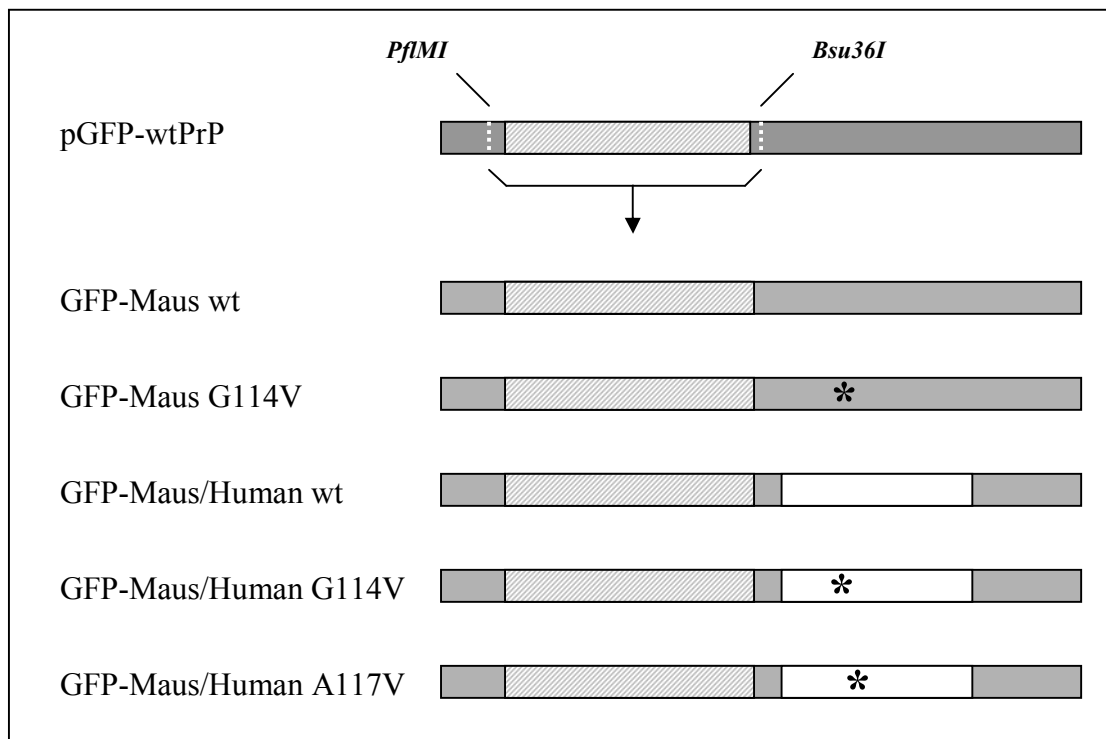 PflMI Bsu36I
pGFP-wtPrP
GFP-Maus wt
GFP-Maus G114V
*
GFP-Maus/Human wt
GFP-Maus/Human G114V
*
GFP-Maus/Human A117V
*